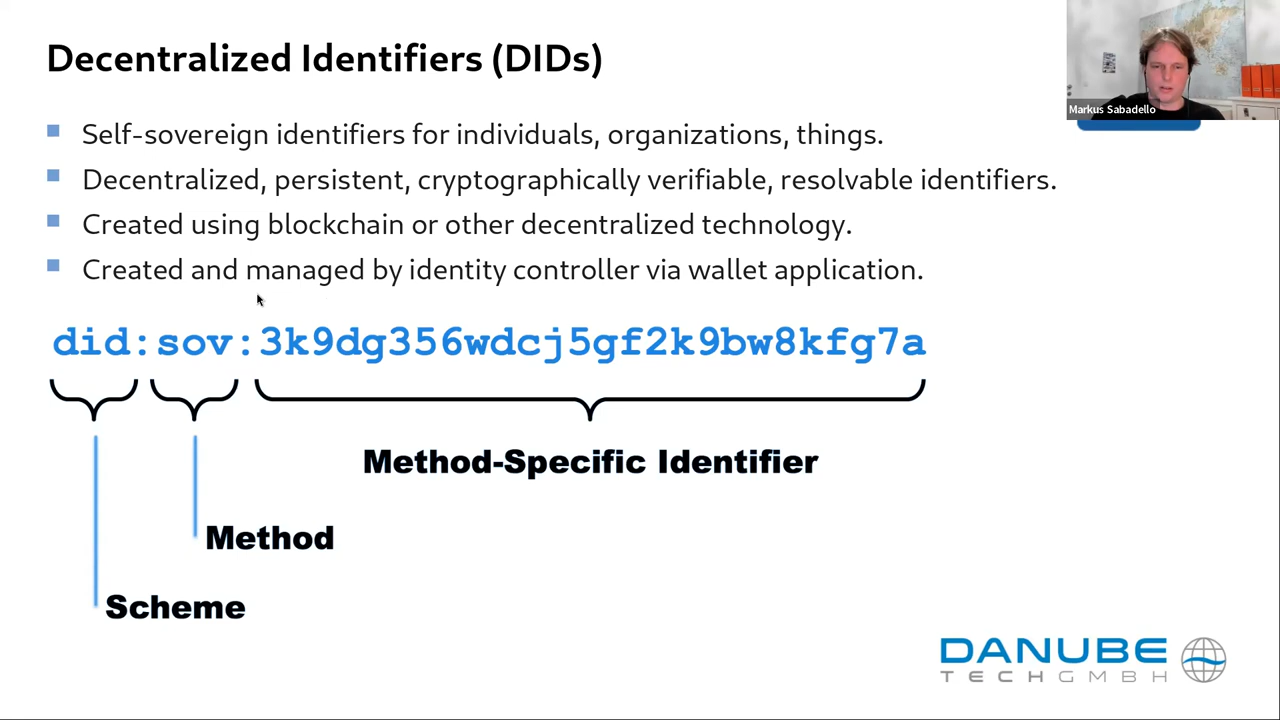 Decentralized Identifiers (DIDs)
Markus Sabadello
Self-sovereign identifiers for individuals, organizations, things.
Decentralized, persistent, cryptographically verifiable, resolvable identifiers.
Created using blockchain or other decentralized technology.
Created and managed by identity controller via wallet application.
did:sov:3k9dg356wdcj5gf2k9bw8kfg7a
Method-Specific Identifier
Method
Scheme
DANUBE
TECHGMBH